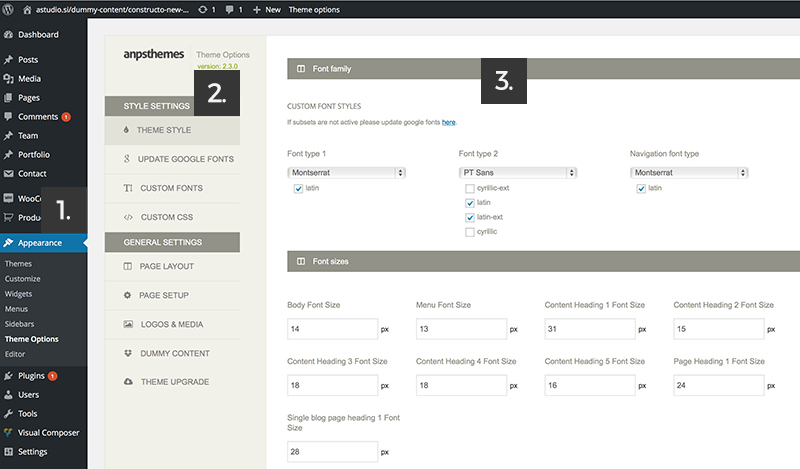 astudio.si/dummy-content/constructo-new-...
1
1
New
Theme options
Dashboard
Posts
Media
Pages
Comments 1
Team
Portfolio
Contact
1.
Appearance
Themes
Customize
Widgets
Menus
Sidebars
Theme Options
Editor
Plugins 1
Users
Tools
Visual Composer
Settings
anpsthemes
Theme Options
version: 2.3.0
2.
STYLE SETTINGS
THEME STYLE
UPDATE GOOGLE FONTS
CUSTOM FONTS
CUSTOM CSS
GENERAL SETTINGS
PAGE LAYOUT
PAGE SETUP
LOGOS & MEDIA
DUMMY CONTENT
THEME UPGRADE
3.
Font family
CUSTOM FONT STYLES
If subsets are not active please update google fonts here.
Font type 1
Montserrat
latin
Font type 2
PT Sans
cyrillic-ext
latin
latin-ext
cyrillic
Navigation font type
Montserrat
latin
Font sizes
Body Font Size
14 px
Menu Font Size
13 px
Content Heading 1 Font Size
31 px
Content Heading 2 Font Size
15 px
Content Heading 3 Font Size
18 px
Content Heading 4 Font Size
18 px
Content Heading 5 Font Size
16 px
Page Heading 1 Font Size
24 px
Single blog page heading 1 Font
Size
28 px